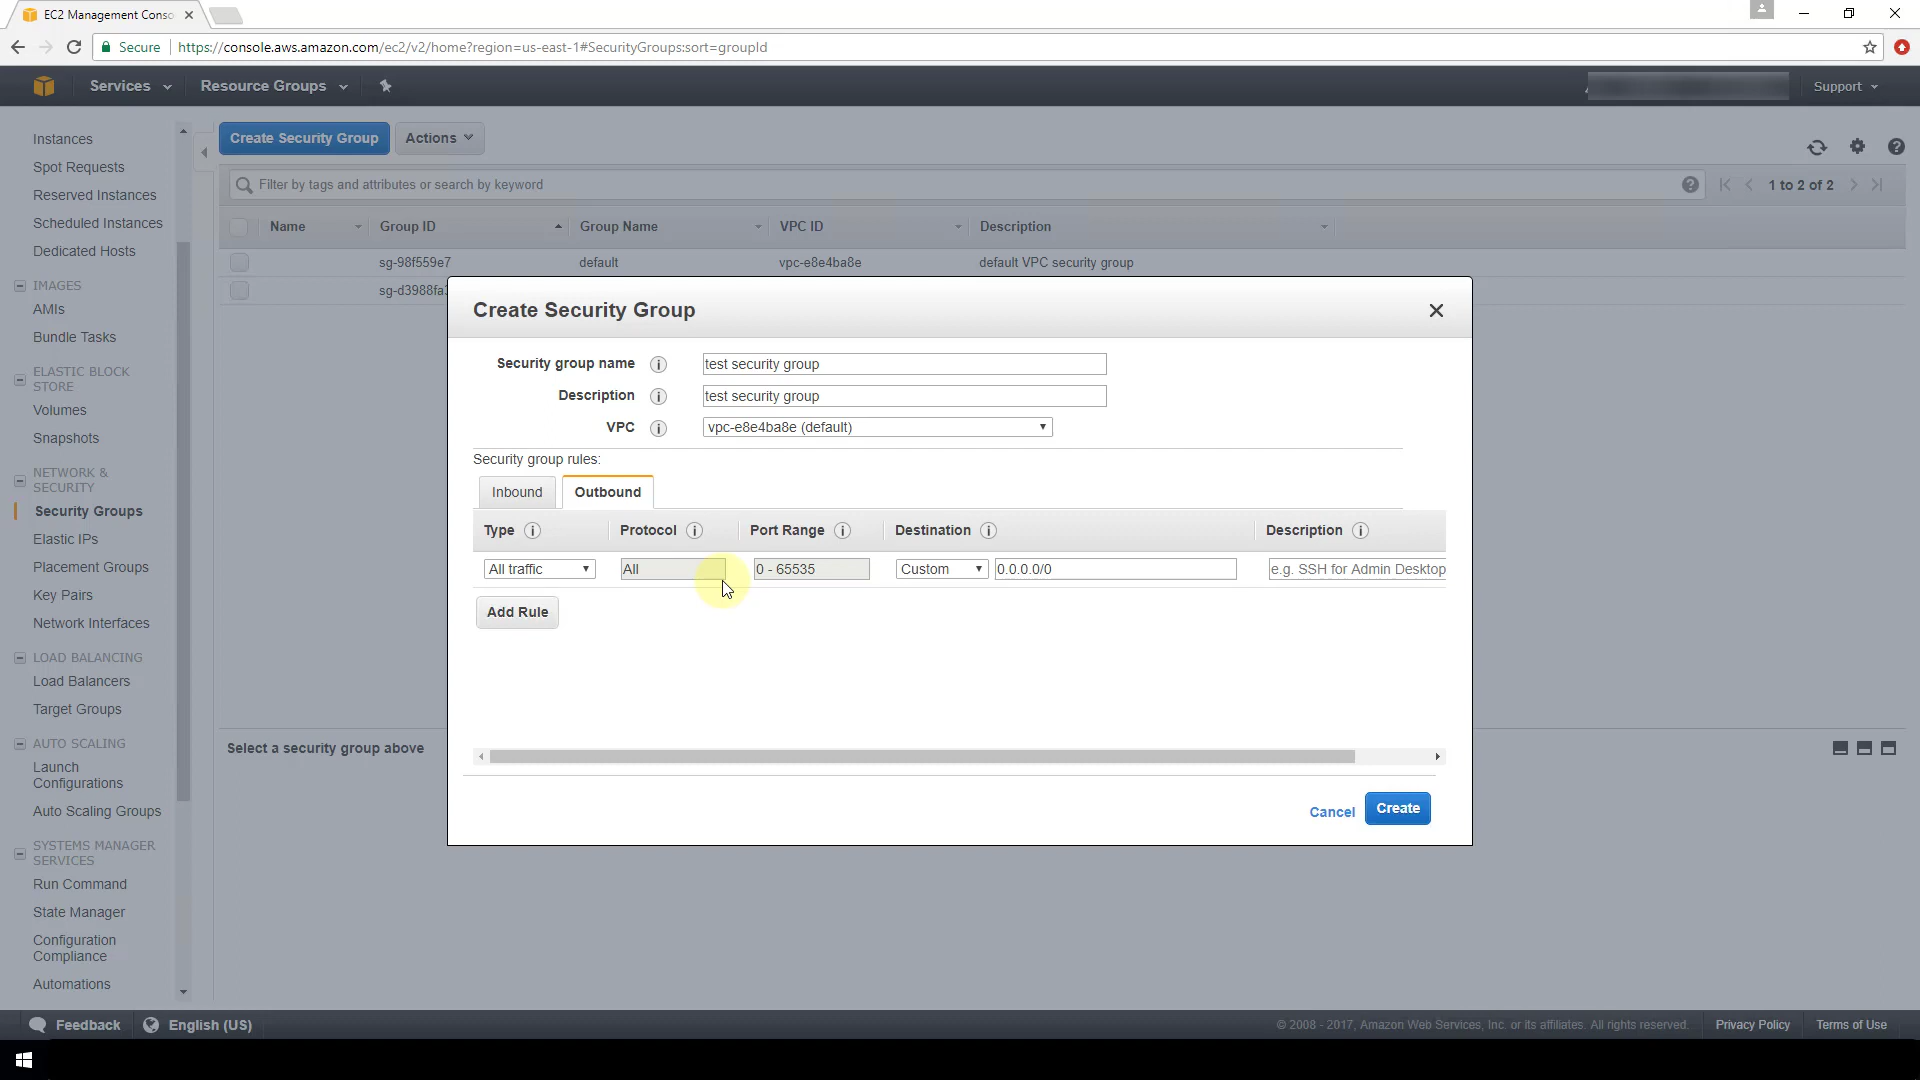 EC2 Management Conso
Secure
https://console.aws.amazon.com/ec2/v2/home?region=us-east-1#SecurityGroups:sort=groupId
Services
Resource Groups
Support
Instances
Spot Requests
Reserved Instances
Scheduled Instances
Dedicated Hosts
IMAGES
AMIs
Bundle Tasks
ELASTIC BLOCK
STORE
Volumes
Snapshots
NETWORK &
SECURITY
Security Groups
Elastic IPs
Placement Groups
Key Pairs
Network Interfaces
LOAD BALANCING
Load Balancers
Target Groups
AUTO SCALING
Launch
Configurations
Auto Scaling Groups
SYSTEMS MANAGER
SERVICES
Run Command
State Manager
Configuration
Compliance
Automations
Create Security Group Actions
Filter by tags and attributes or search by keyword
1 to 2 of 2
Name Group ID Group Name VPC ID Description
sg-98f559e7 default vpc-e8e4ba8e default VPC security group
sg-d3988fa
Create Security Group
Security group name test security group
Description test security group
VPC vpc-e8e4ba8e (default)
Security group rules:
Inbound Outbound
Type Protocol Port Range Destination Description
All traffic All 0 - 65535 Custom 0.0.0.0/0 e.g. SSH for Admin Desktop
Add Rule
Cancel Create
Select a security group above
Feedback English (US)
© 2008 - 2017, Amazon Web Services, Inc. or its affiliates. All rights reserved. Privacy Policy Terms of Use